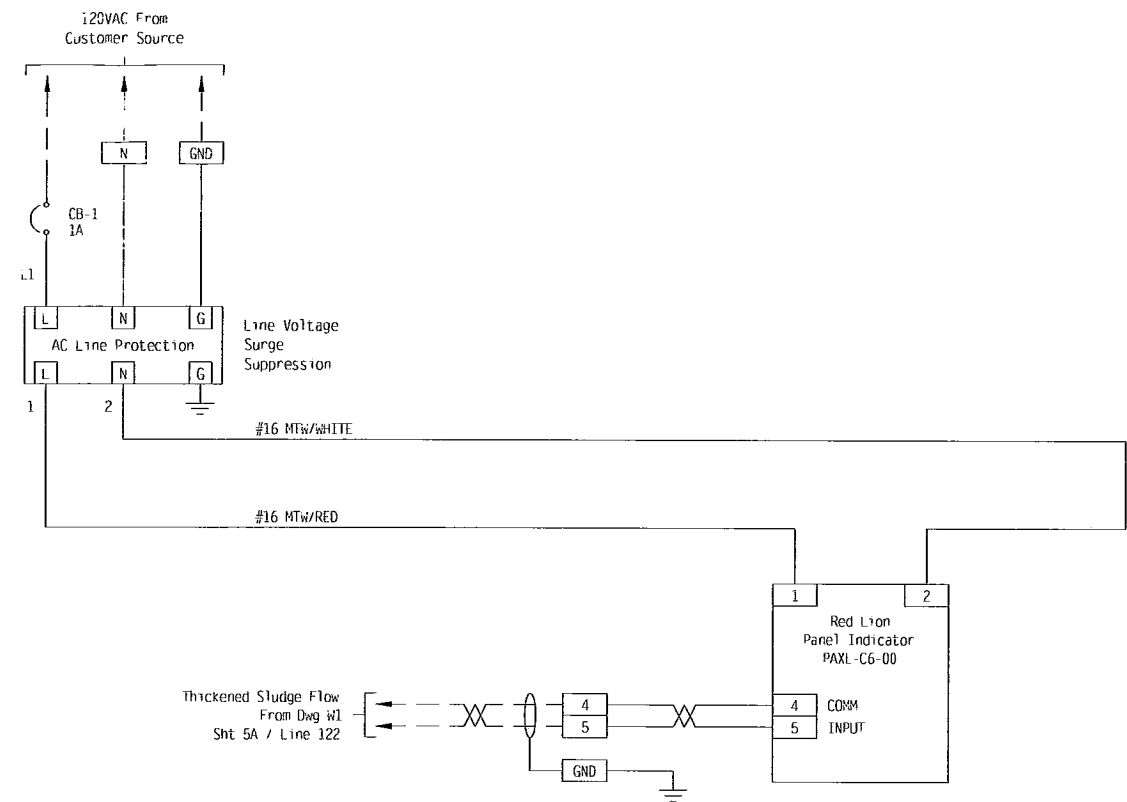 120VAC From
Customer Source
N
GND
CB-1
1A
L1
L
N
G
AC Line Protection
Line Voltage
Surge
Suppression
L
N
G
1
2
#16 MTW/WHITE
#16 MTW/RED
1
2
Red Lion
Panel Indicator
PAXL-C6-00
Thickened Sludge Flow
From Dwg W1
Sht 5A / Line 122
4
5
4
COMM
5
INPUT
GND